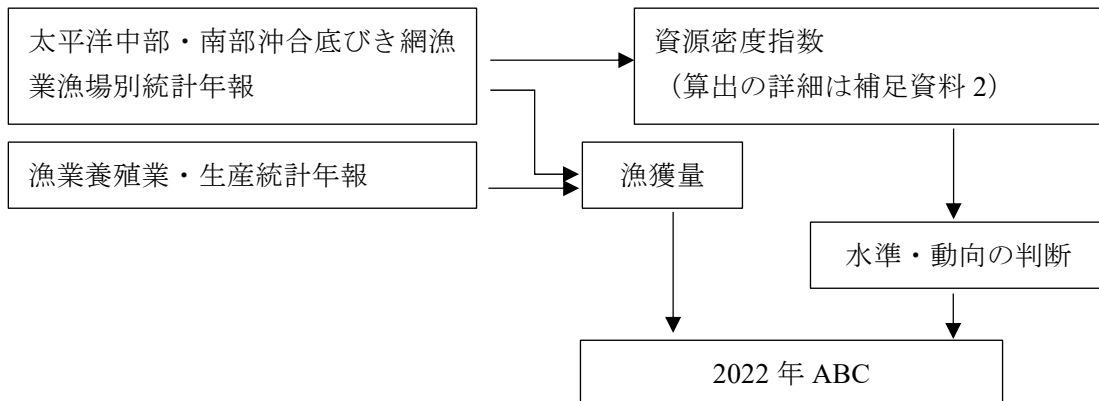 太平洋中部・南部沖合底びき網漁
業漁場別統計年報
資源密度指数
（算出の詳細は補足資料 2）
漁業養殖業・生産統計年報
漁獲量
水準・動向の判断
2022 年 ABC